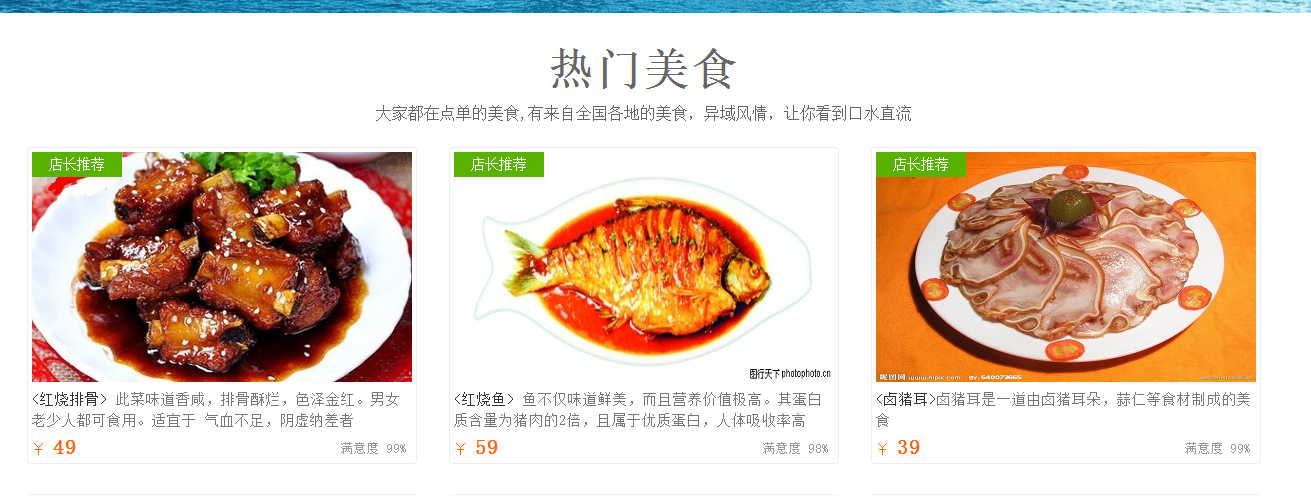 热门美食
大家都在点单的美食,有来自全国各地的美食，异域风情，让你看到口水直流
店长推荐
店长推荐
店长推荐
图行天下 photophoto.cn
昵图网 www.nipic.com BY: 540073665
<红烧排骨> 此菜味道香咸，排骨酥烂，色泽金红。男女
老少人都可食用。适宜于 气血不足，阴虚纳差者
￥ 49
满意度 99%
<红烧鱼> 鱼不仅味道鲜美，而且营养价值极高。其蛋白
质含量为猪肉的2倍，且属于优质蛋白，人体吸收率高
￥ 59
满意度 98%
<卤猪耳>卤猪耳是一道由卤猪耳朵，蒜仁等食材制成的美
食
￥ 39
满意度 99%